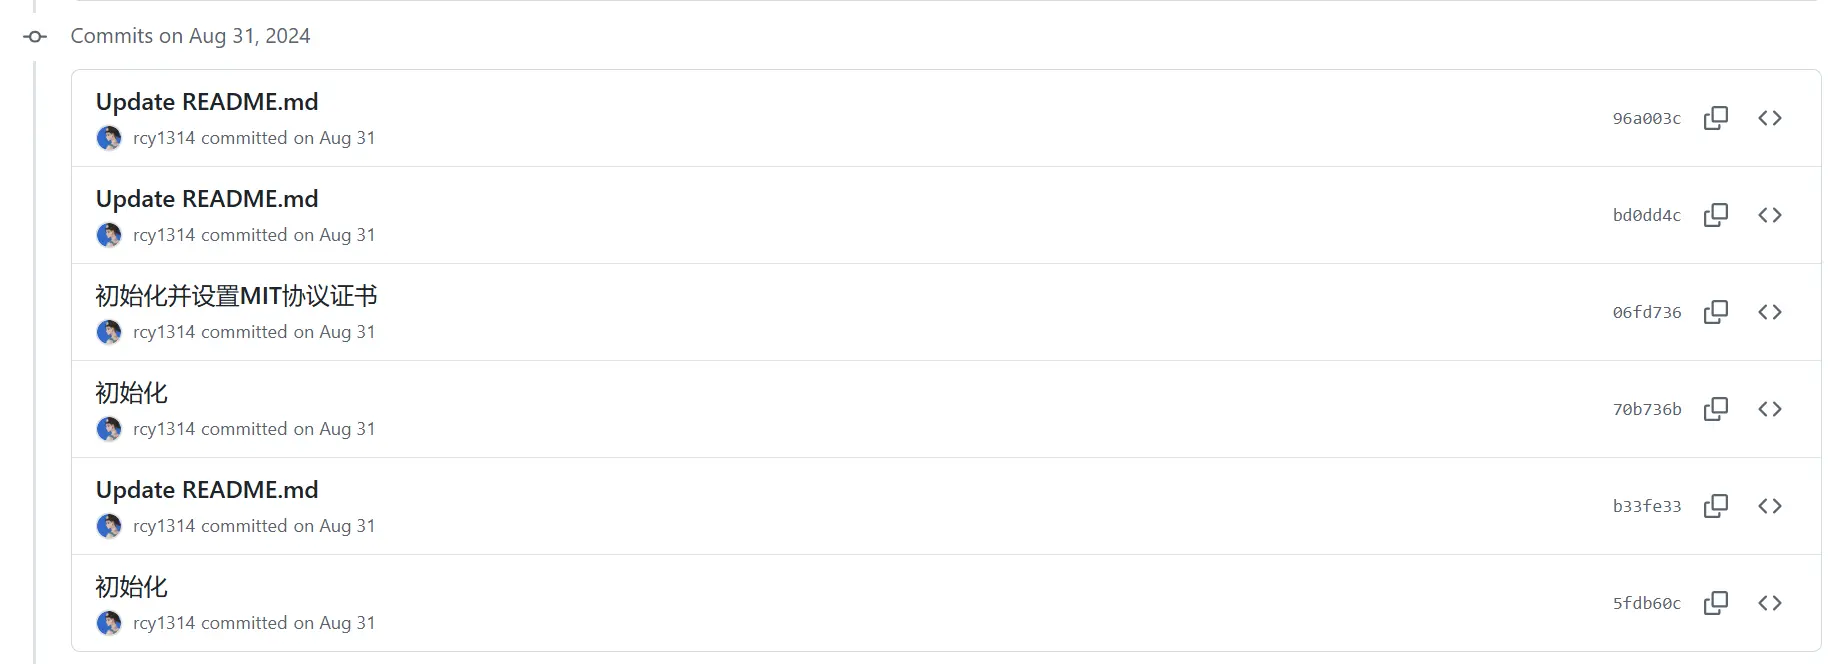 Commits on Aug 31, 2024
Update README.md
rcy1314 committed on Aug 31
96a003c
Update README.md
rcy1314 committed on Aug 31
bd0dd4c
初始化并设置MIT协议证书
rcy1314 committed on Aug 31
06fd736
初始化
rcy1314 committed on Aug 31
70b736b
Update README.md
rcy1314 committed on Aug 31
b33fe33
初始化
rcy1314 committed on Aug 31
5fdb60c